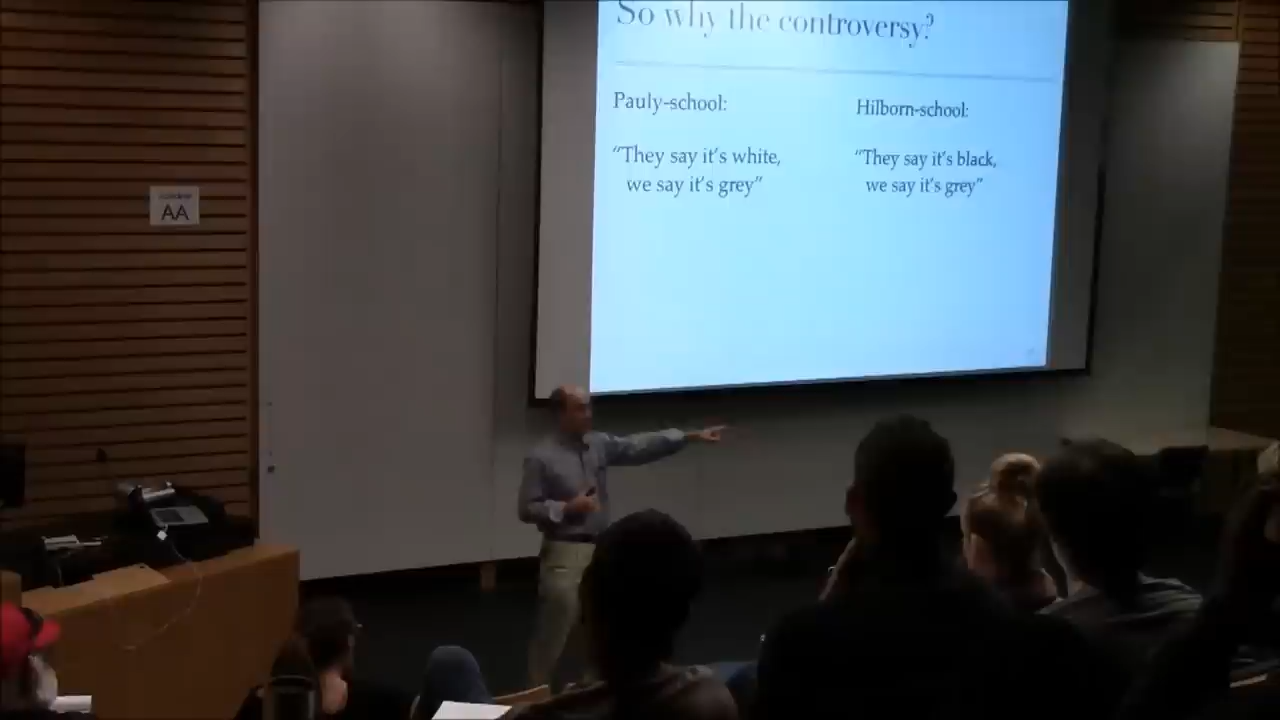 So why the controversy?
Pauly-school:
"They say it's white,
we say it's grey"
Hilborn-school:
"They say it's black,
we say it's grey"
AA